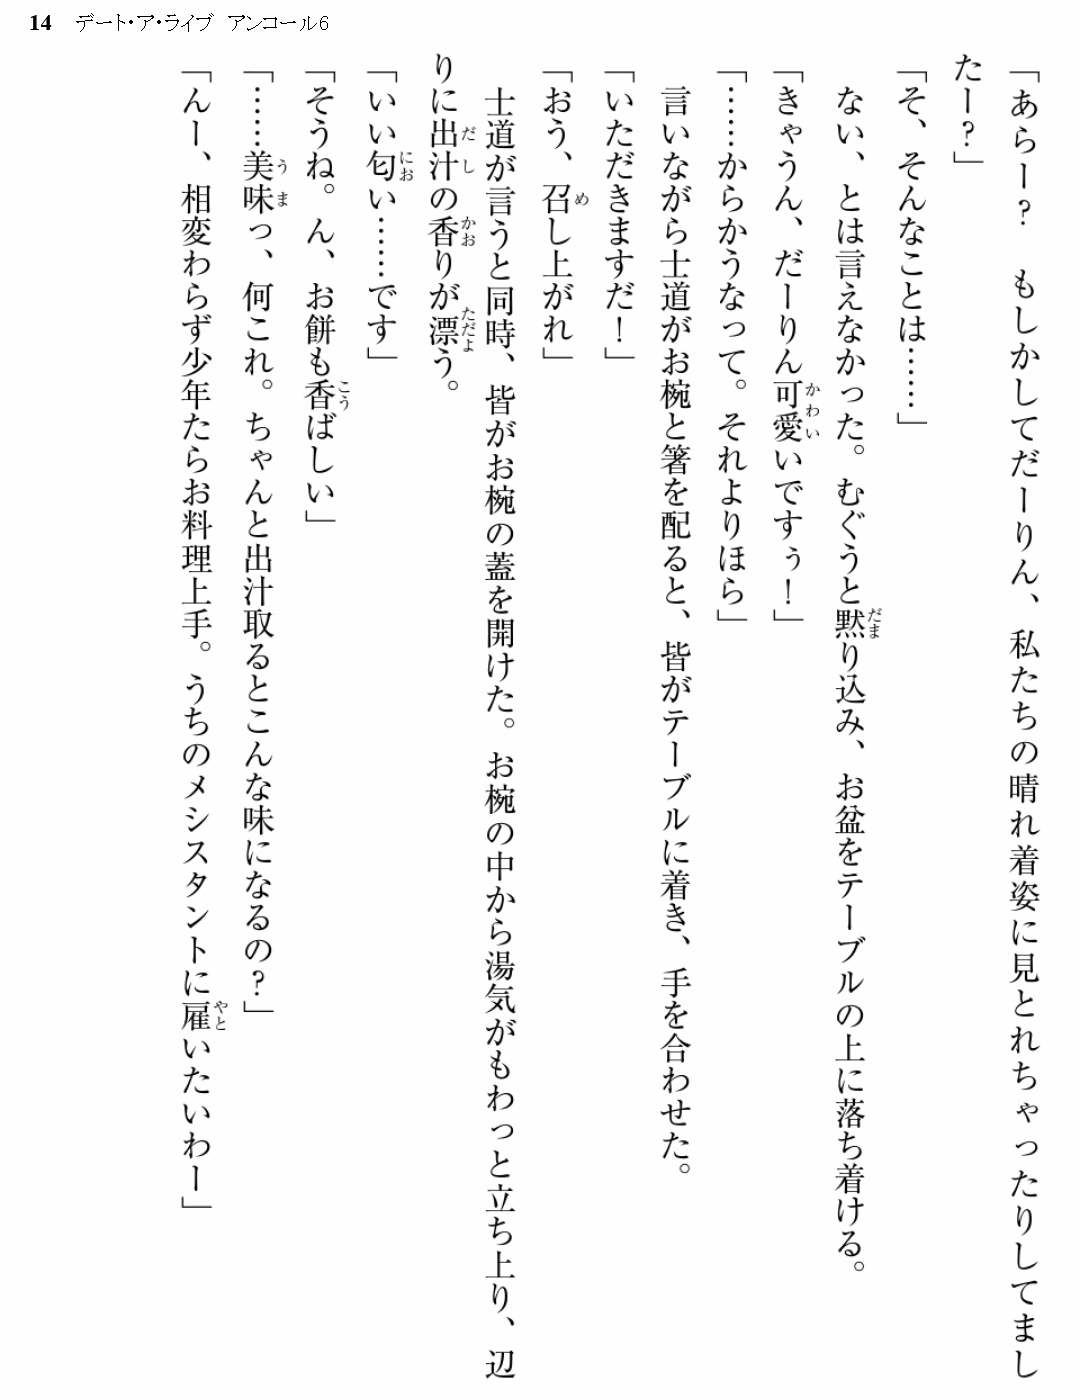 14　デート・ア・ライブ　アンコール6
「あらー？　もしかしてだーりん、私たちの晴れ着姿に見とれちゃったりしてまし
たー？」
「そ、そんなことは……」
　ない、とは言えなかった。むぐうと黙り込み、お盆をテーブルの上に落ち着ける。
「きゃうん、だーりん可愛いですぅ！」
「……からかうなって。それよりほら」
　言いながら士道がお椀と箸を配ると、皆がテーブルに着き、手を合わせた。
「いただきますだ！」
「おう、召し上がれ」
　士道が言うと同時、皆がお椀の蓋を開けた。お椀の中から湯気がもわっと立ち上り、辺
りに出汁の香りが漂う。
「いい匂い……です」
「そうね。ん、お餅も香ばしい」
「……美味っ、何これ。ちゃんと出汁取るとこんな味になるの？」
「んー、相変わらず少年たらお料理上手。うちのメシスタントに雇いたいわー」